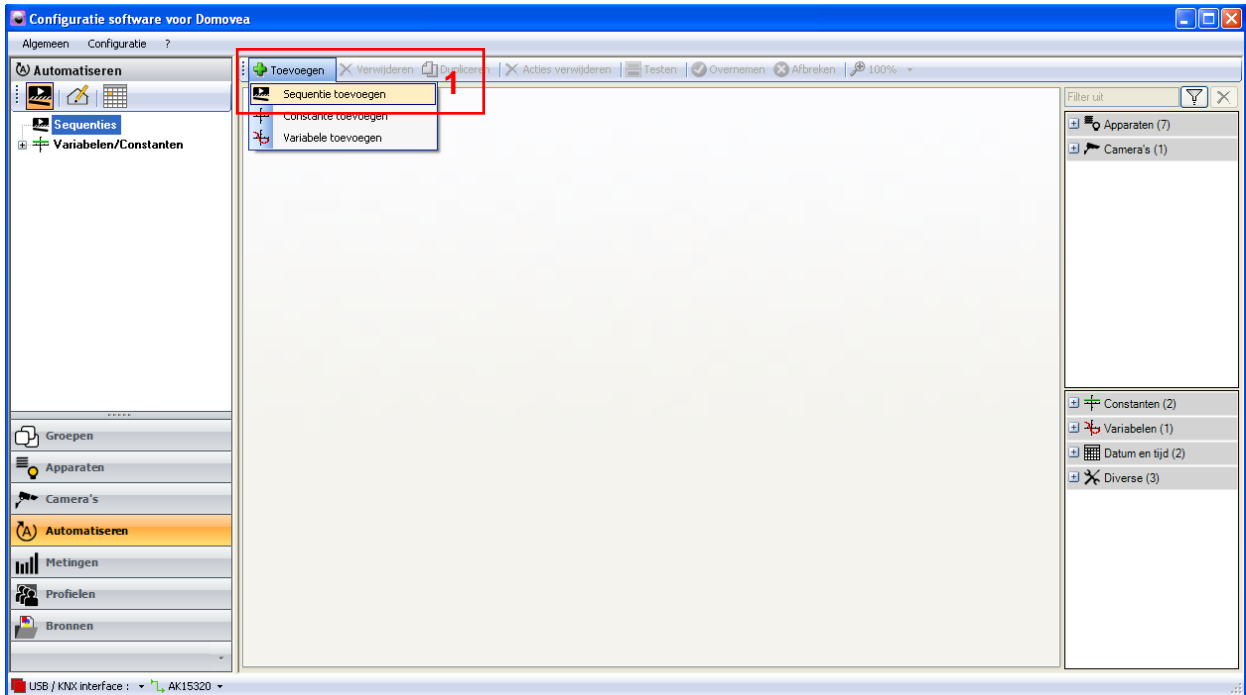 Configuratie software voor Domovea
Algemeen Configuratie ?
Automatiseren
Toevoegen Verwijderen Dupliceren Acties verwijderen Testen Overnemen Afbreken 100%
1
Sequentie toevoegen
Constante toevoegen
Variabele toevoegen
Sequenties
Variabelen/Constanten
Filter uit
Apparaten (7)
Camera's (1)
Constanten (2)
Variabelen (1)
Datum en tijd (2)
Diverse (3)
Groepen
Apparaten
Camera's
Automatiseren
Metingen
Profielen
Bronnen
USB / KNX interface : AK15320